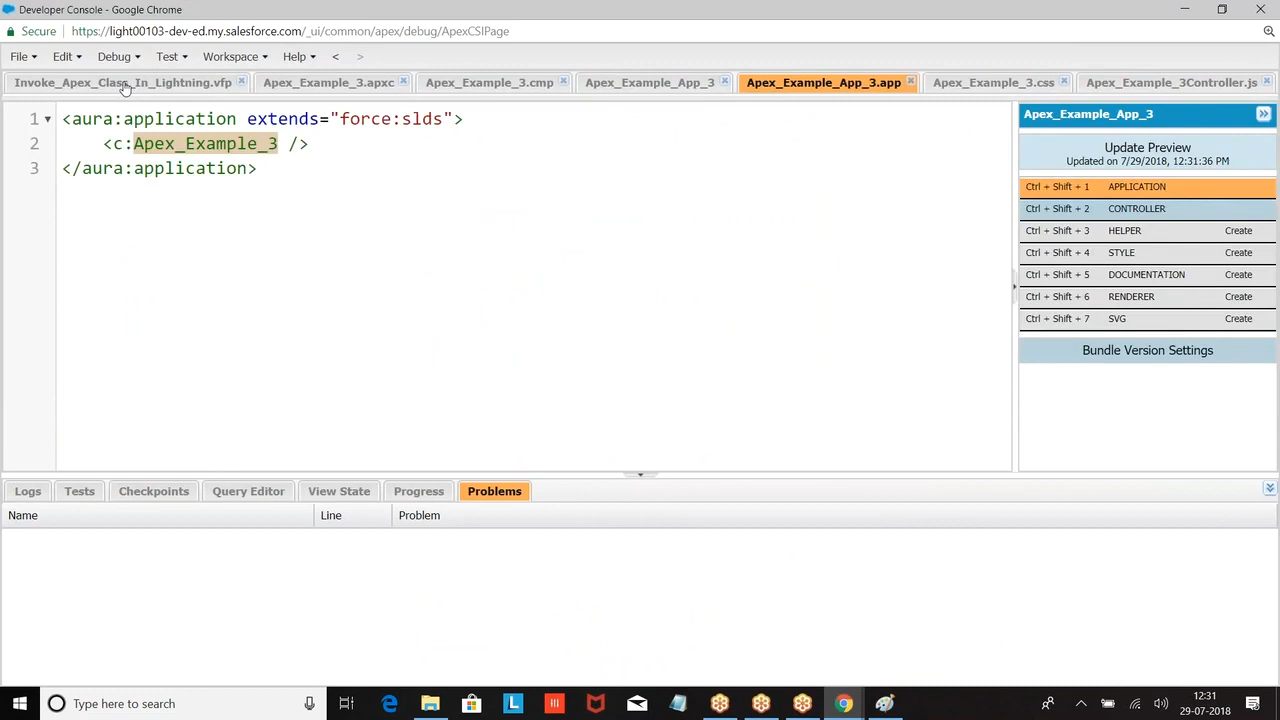 Developer Console - Google Chrome
Secure https://light00103-dev-ed.my.salesforce.com/_ui/common/apex/debug/ApexCSIPage
File Edit Debug Test Workspace Help < >
Invoke_Apex_Class_In_Lightning.vfp Apex_Example_3.apxc Apex_Example_3.cmp Apex_Example_App_3 Apex_Example_App_3.app Apex_Example_3.css Apex_Example_3Controller.js
1 <aura:application extends="force:slds">
2 <c:Apex_Example_3 />
3 </aura:application>
Apex_Example_App_3
Update Preview
Updated on 7/29/2018, 12:31:36 PM
Ctrl + Shift + 1 APPLICATION
Ctrl + Shift + 2 CONTROLLER
Ctrl + Shift + 3 HELPER Create
Ctrl + Shift + 4 STYLE Create
Ctrl + Shift + 5 DOCUMENTATION Create
Ctrl + Shift + 6 RENDERER Create
Ctrl + Shift + 7 SVG Create
Bundle Version Settings
Logs Tests Checkpoints Query Editor View State Progress Problems
Name Line Problem
Type here to search
L
12:31
29-07-2018